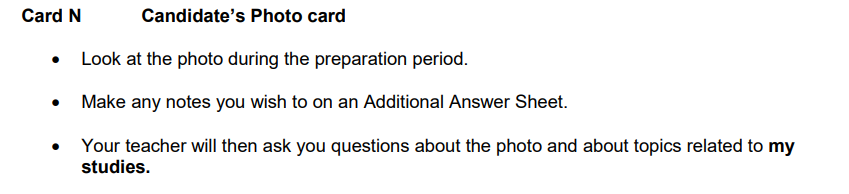 Card N Candidate’s Photo card
• Look at the photo during the preparation period.
• Make any notes you wish to on an Additional Answer Sheet.
• Your teacher will then ask you questions about the photo and about topics related to my
studies.